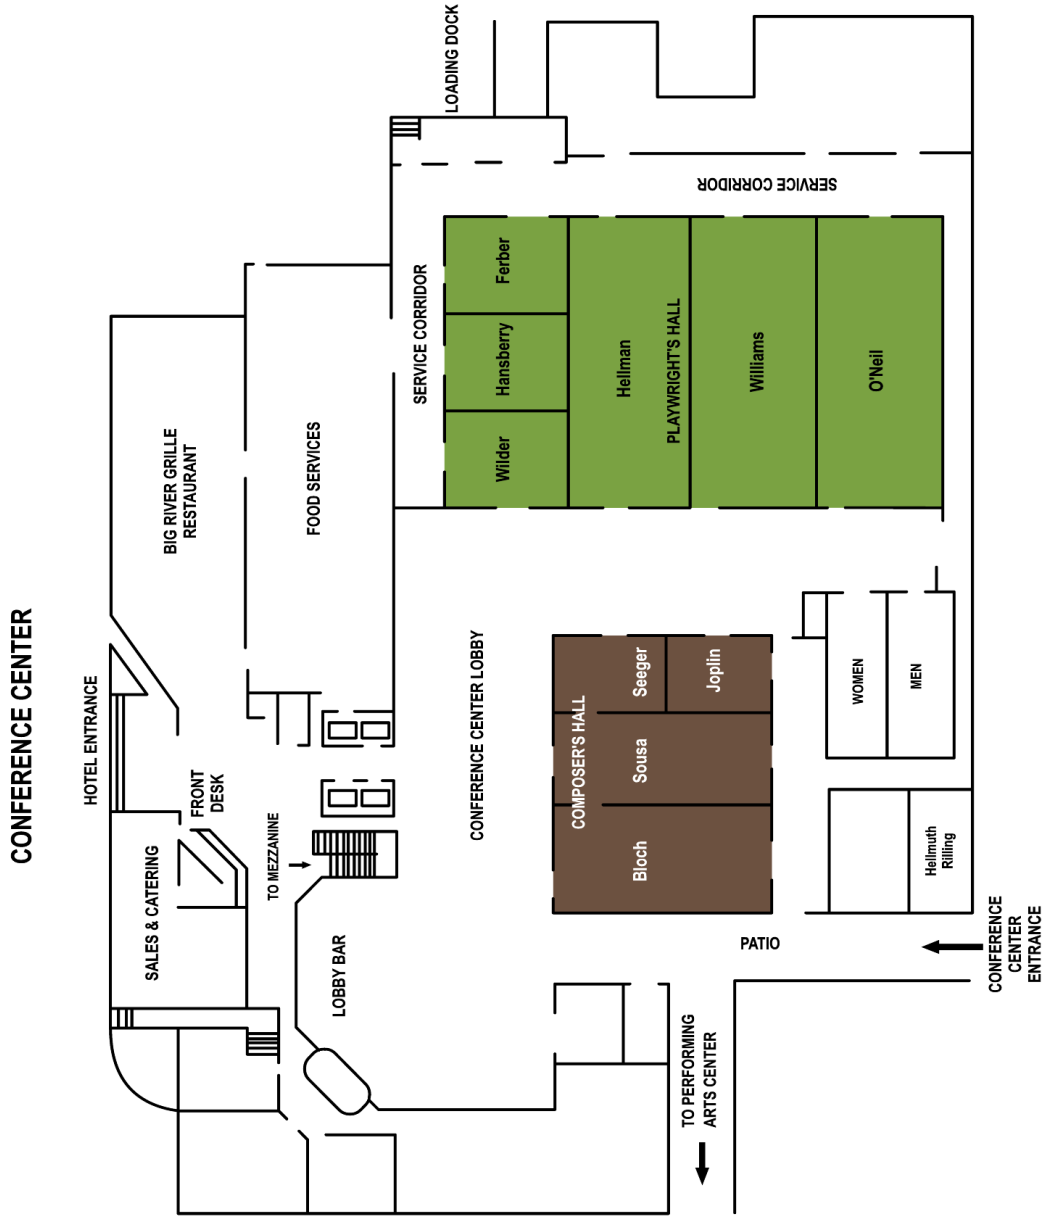 CONFERENCE CENTER
HOTEL ENTRANCE
BIG RIVER GRILLE
RESTAURANT
FOOD SERVICES
FRONT
DESK
SALES & CATERING
TO MEZZANINE
LOBBY BAR
LOADING DOCK
SERVICE CORRIDOR
SERVICE CORRIDOR
Ferber
Hansberry
Wilder
Hellman
PLAYWRIGHT'S HALL
Williams
O'Neil
CONFERENCE CENTER LOBBY
COMPOSER'S HALL
Seeger
Joplin
Sousa
Bloch
WOMEN
MEN
Hellmuth
Rilling
PATIO
CONFERENCE
CENTER
ENTRANCE
TO PERFORMING
ARTS CENTER